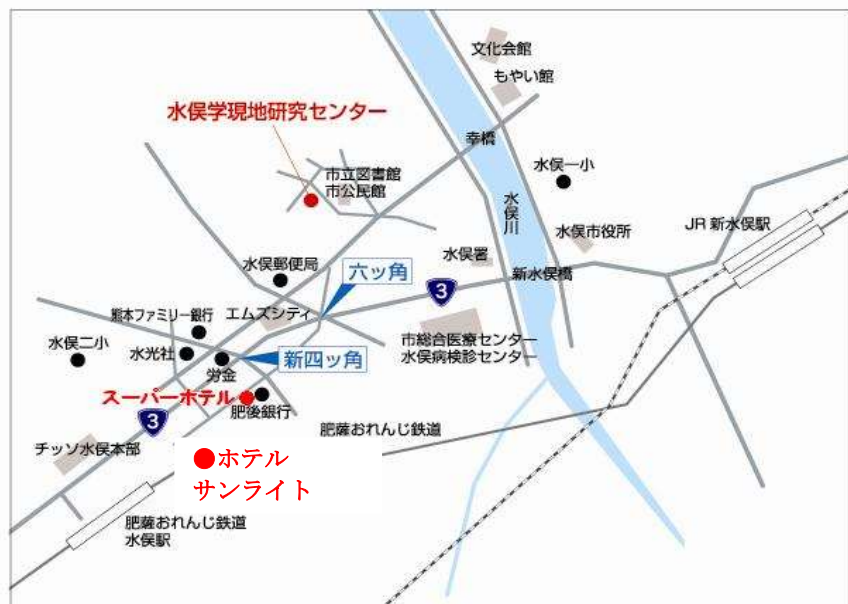 文化会館
もやい館
水俣学現地研究センター
幸橋
水俣一小
市立図書館
市公民館
水俣川
水俣市役所
JR 新水俣駅
水俣署
新水俣橋
水俣郵便局
六ッ角
3
熊本ファミリー銀行
エムズシティ
水俣二小
水光社
労金
新四ッ角
市総合医療センター
水俣病検診センター
スーパーホテル
肥後銀行
3
肥薩おれんじ鉄道
チッソ水俣本部
●ホテル
サンライト
肥薩おれんじ鉄道
水俣駅